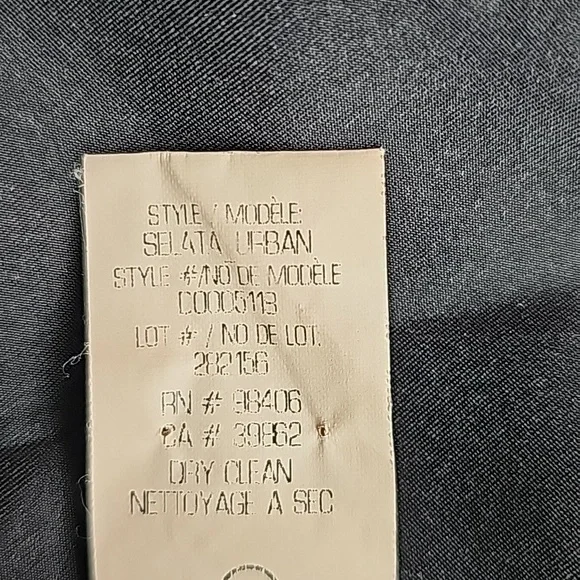 STYLE / MODÈLE:
SELATA URBAN
STYLE #/NO DE MODÈLE
C0005113
LOT # / NO DE LOT:
282156
RN # 98406
CA # 39862
DRY CLEAN
NETTOYAGE A SEC